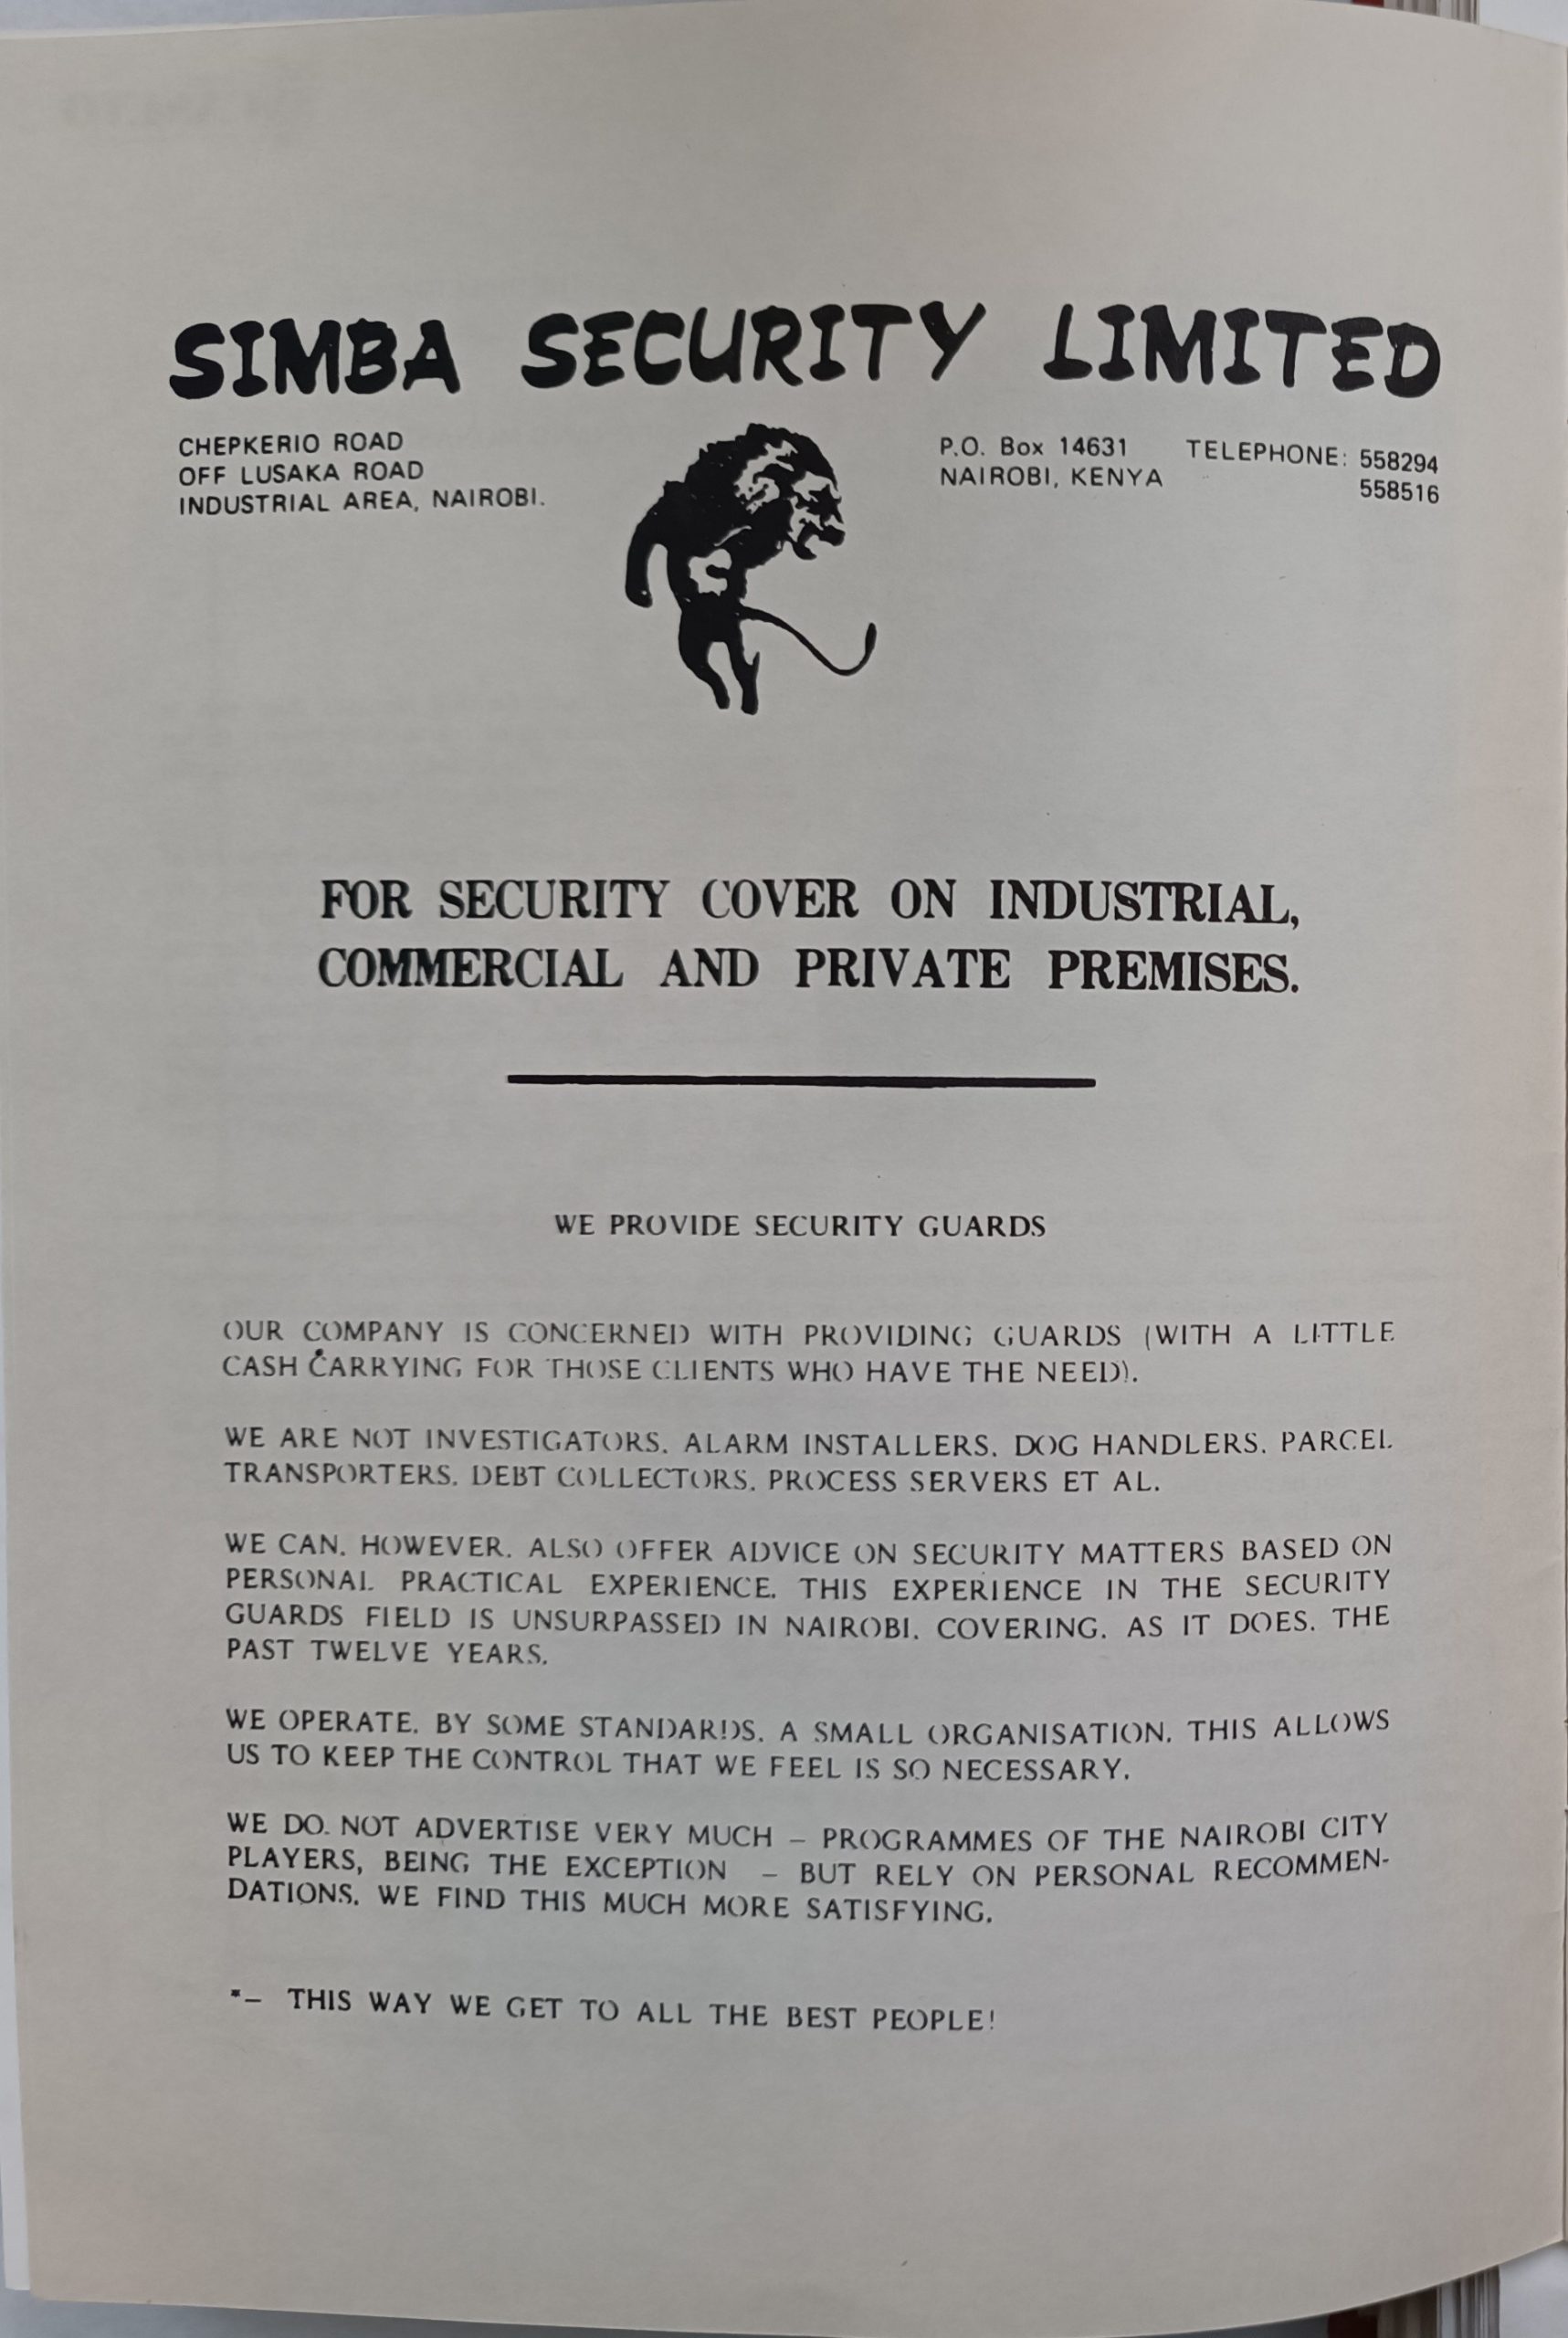 SIMBA SECURITY LIMITED
CHEPKERIO ROAD
OFF LUSAKA ROAD
INDUSTRIAL AREA, NAIROBI.
P.O. Box 14631
NAIROBI, KENYA
TELEPHONE: 558294
558516
FOR SECURITY COVER ON INDUSTRIAL,
COMMERCIAL AND PRIVATE PREMISES.
WE PROVIDE SECURITY GUARDS
OUR COMPANY IS CONCERNED WITH PROVIDING GUARDS (WITH A LITTLE
CASH CARRYING FOR THOSE CLIENTS WHO HAVE THE NEED).
WE ARE NOT INVESTIGATORS, ALARM INSTALLERS, DOG HANDLERS, PARCEL
TRANSPORTERS, DEBT COLLECTORS, PROCESS SERVERS ET AL.
WE CAN, HOWEVER, ALSO OFFER ADVICE ON SECURITY MATTERS BASED ON
PERSONAL PRACTICAL EXPERIENCE. THIS EXPERIENCE IN THE SECURITY
GUARDS FIELD IS UNSURPASSED IN NAIROBI, COVERING, AS IT DOES, THE
PAST TWELVE YEARS.
WE OPERATE, BY SOME STANDARDS, A SMALL ORGANISATION. THIS ALLOWS
US TO KEEP THE CONTROL THAT WE FEEL IS SO NECESSARY.
WE DO NOT ADVERTISE VERY MUCH – PROGRAMMES OF THE NAIROBI CITY
PLAYERS, BEING THE EXCEPTION – BUT RELY ON PERSONAL RECOMMEN-
DATIONS. WE FIND THIS MUCH MORE SATISFYING.
*– THIS WAY WE GET TO ALL THE BEST PEOPLE!